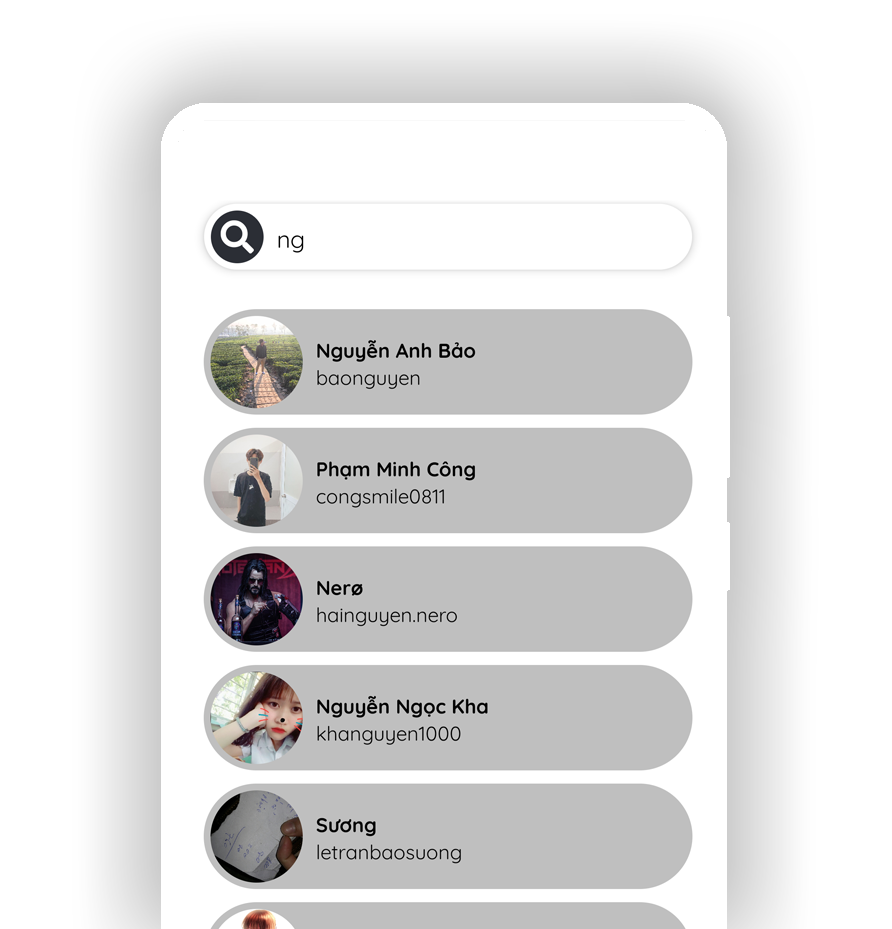 ng
Nguyễn Anh Bảo
baonguyen
Phạm Minh Công
congsmile0811
Nerø
hainguyen.nero
Nguyễn Ngọc Kha
khanguyen1000
Sương
letranbaosuong